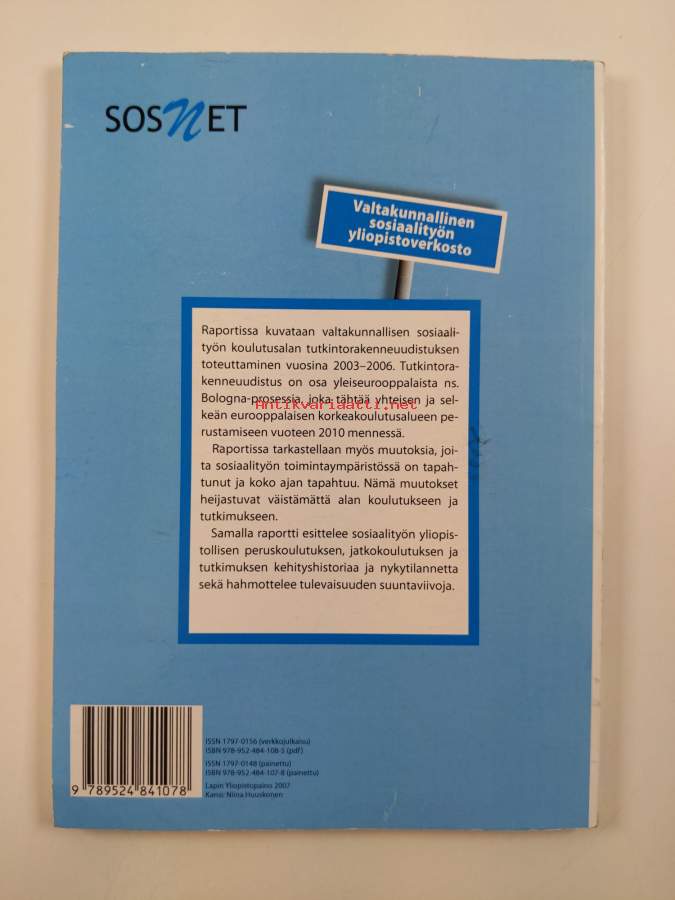 SOSNET
Valtakunnallinen
sosiaalityön
yliopistoverkosto
Raportissa kuvataan valtakunnallisen sosiaali-
työn koulutusalan tutkintorakenneuudistuksen
toteuttaminen vuosina 2003–2006. Tutkintora-
kenneuudistus on osa yleiseurooppalaista ns.
Bologna-prosessia, joka tähtää yhteisen ja sel-
Antikvariaatti.net
keän eurooppalaisen korkeakoulutusalueen pe-
rustamiseen vuoteen 2010 mennessä.
Raportissa tarkastellaan myös muutoksia, joi-
ta sosiaalityön toimintaympäristössä on tapah-
tunut ja koko ajan tapahtuu. Nämä muutokset
heijastuvat väistämättä alan koulutukseen ja
tutkimukseen.
Samalla raportti esittelee sosiaalityön yliopis-
tollisen peruskoulutuksen, jatkokoulutuksen ja
tutkimuksen kehityshistoriaa ja nykytilannetta
sekä hahmottelee tulevaisuuden suuntaviivoja.
ISSN 1797-0156 (verkkojulkaisu)
ISBN 978-952-484-108-5 (pdf)
ISSN 1797-0148 (painettu)
ISBN 978-952-484-107-8 (painettu)
Lapin Yliopistopaino 2007
Kansi: Niina Huuskonen
9 789524 841078